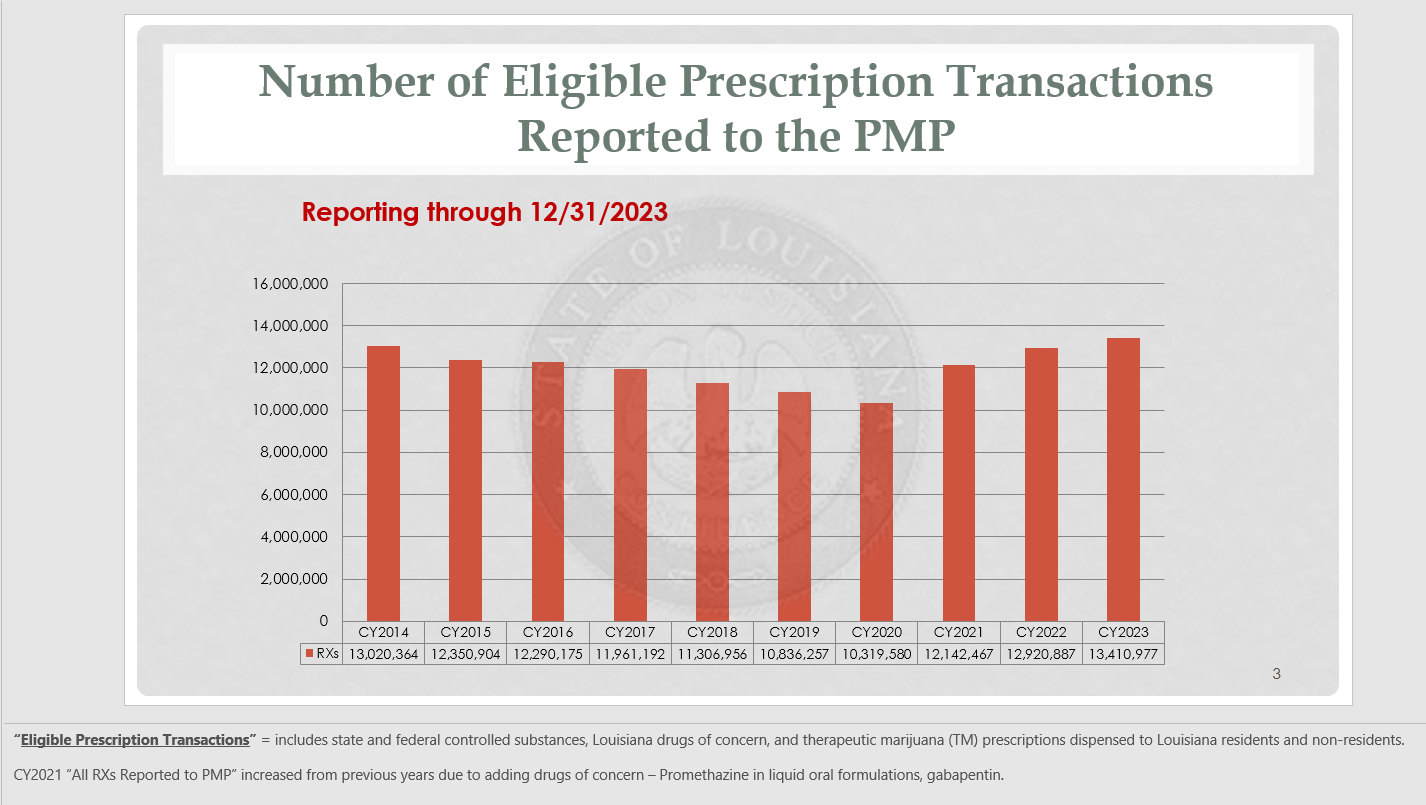 Number of Eligible Prescription Transactions
Reported to the PMP
Reporting through 12/31/2023
STATE OF LOUISIANA
16,000,000
14,000,000
12,000,000
10,000,000
8,000,000
6,000,000
4,000,000
2,000,000
0
CY2014 CY2015 CY2016 CY2017 CY2018 CY2019 CY2020 CY2021 CY2022 CY2023
RXs 13,020,364 12,350,904 12,290,175 11,961,192 11,306,956 10,836,257 10,319,580 12,142,467 12,920,887 13,410,977
3
“Eligible Prescription Transactions” = includes state and federal controlled substances, Louisiana drugs of concern, and therapeutic marijuana (TM) prescriptions dispensed to Louisiana residents and non-residents.
CY2021 “All RXs Reported to PMP” increased from previous years due to adding drugs of concern – Promethazine in liquid oral formulations, gabapentin.